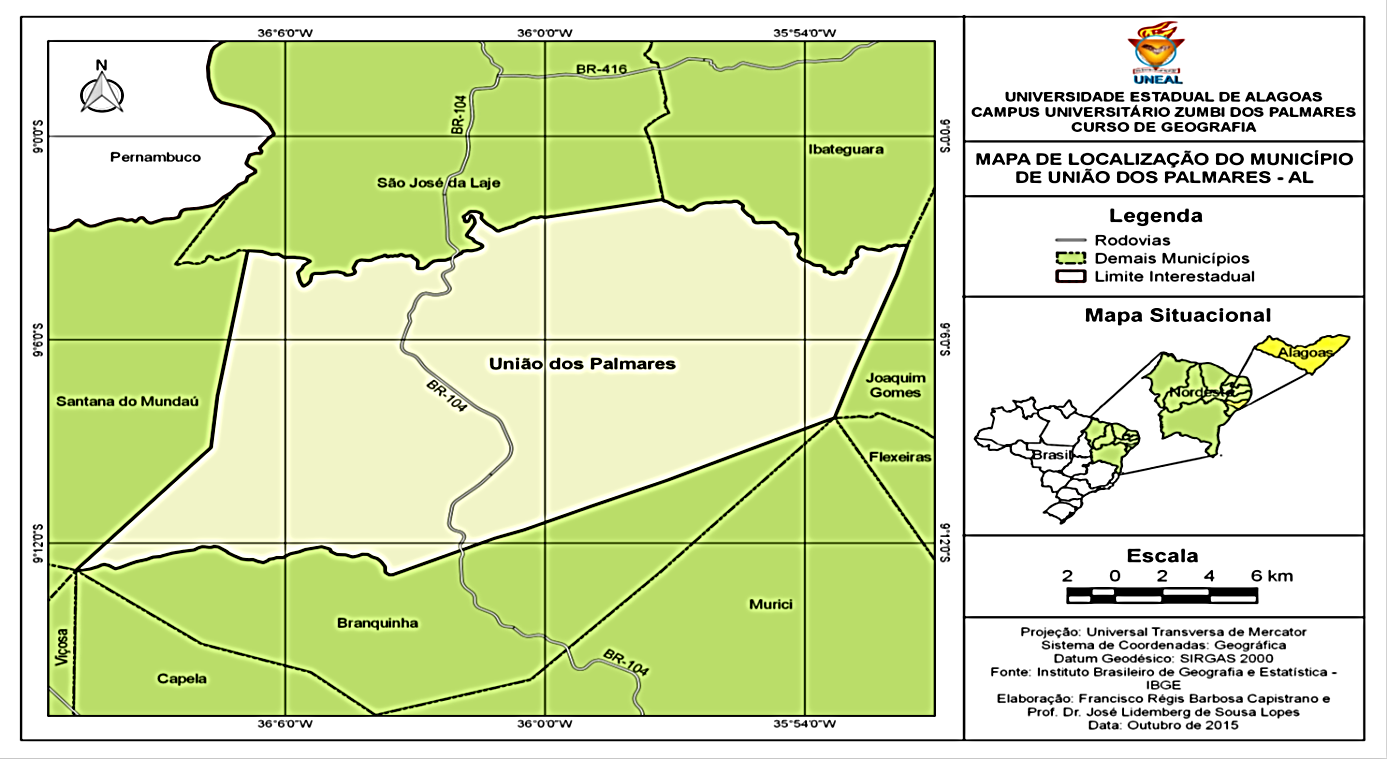 36°6'0"W
36°0'0"W
35°54'0"W
N
BR-416
BR-104
9°0'0"S
9°0'0"S
Pernambuco
Ibateguara
São José da Laje
9°6'0"S
9°6'0"S
União dos Palmares
BR-104
Santana do Mundaú
Joaquim
Gomes
Flexeiras
9°12'0"S
9°12'0"S
Murici
Branquinha
Viçosa
Capela
BR-104
36°6'0"W
36°0'0"W
35°54'0"W
UNEAL
UNIVERSIDADE ESTADUAL DE ALAGOAS
CAMPUS UNIVERSITÁRIO ZUMBI DOS PALMARES
CURSO DE GEOGRAFIA
MAPA DE LOCALIZAÇÃO DO MUNICÍPIO
DE UNIÃO DOS PALMARES - AL
Legenda
Rodovias
Demais Municípios
Limite Interestadual
Mapa Situacional
Alagoas
Nordeste
Brasil
Escala
2 0 2 4 6 km
Projeção: Universal Transversa de Mercator
Sistema de Coordenadas: Geográfica
Datum Geodésico: SIRGAS 2000
Fonte: Instituto Brasileiro de Geografia e Estatística -
IBGE
Elaboração: Francisco Régis Barbosa Capistrano e
Prof. Dr. José Lidemberg de Sousa Lopes
Data: Outubro de 2015